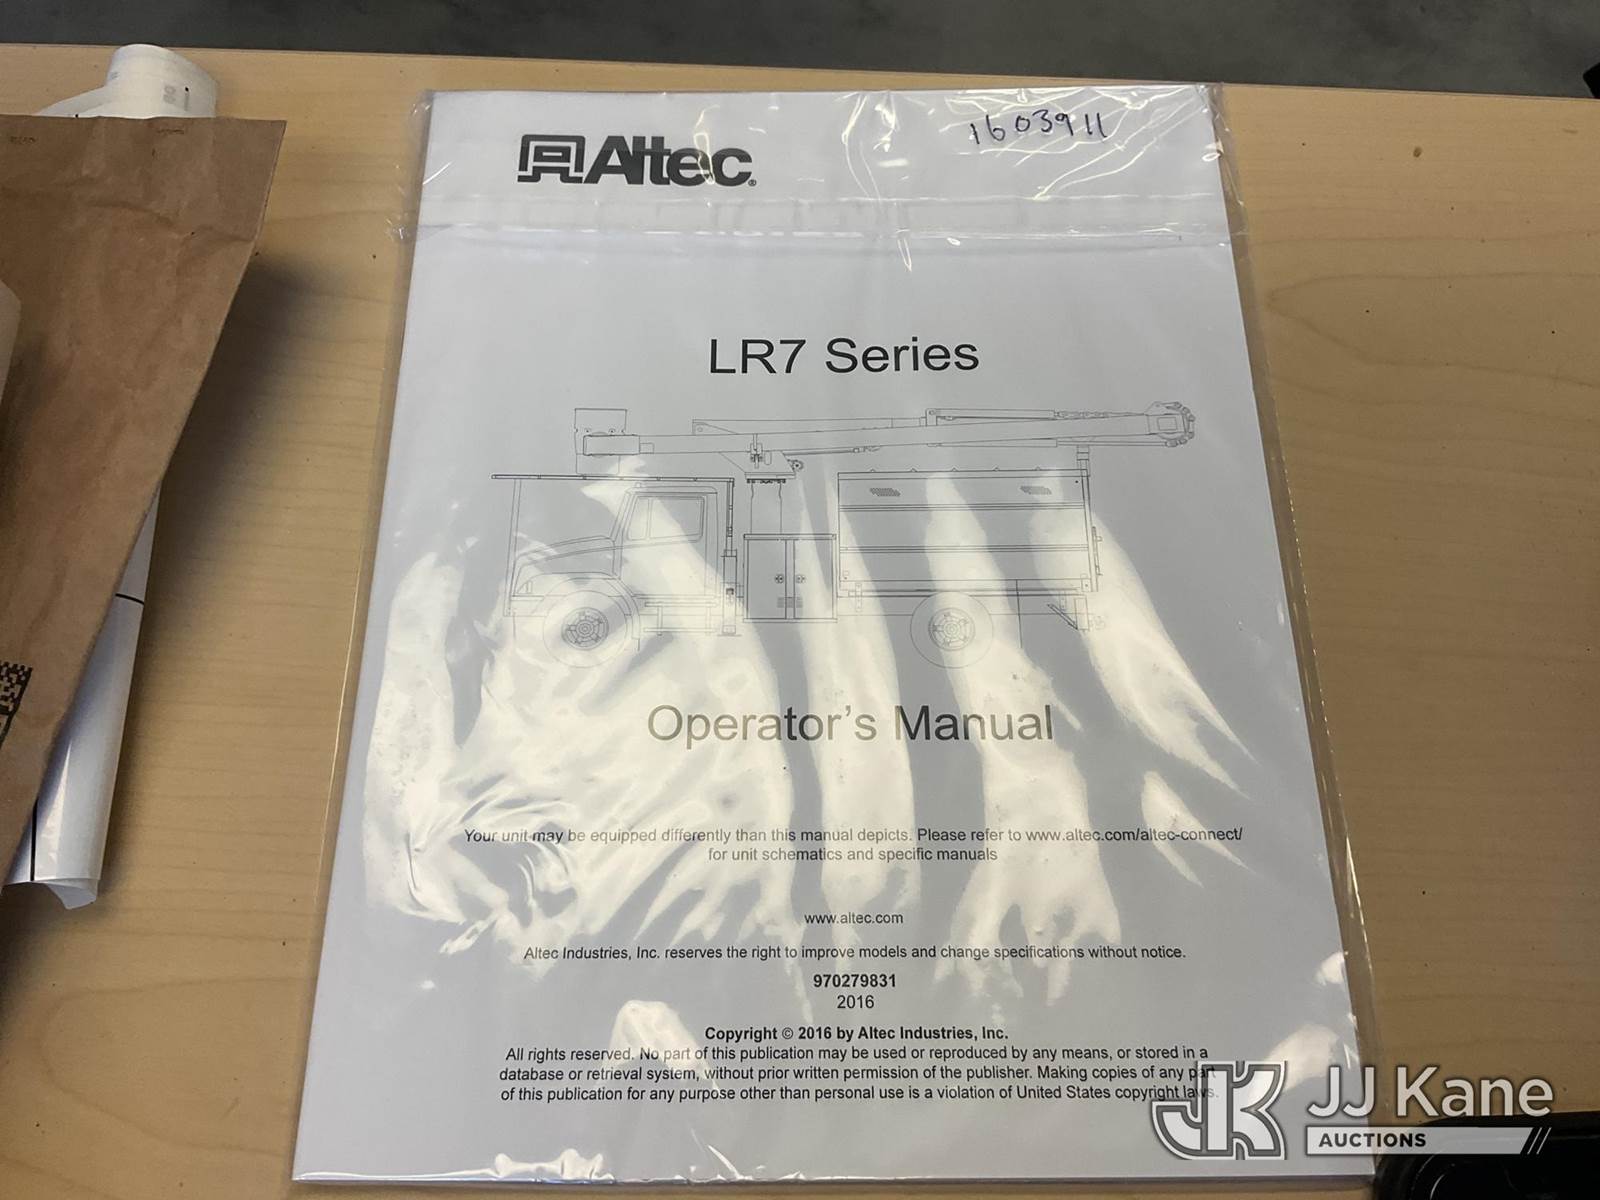 Altec®
1603911
LR7 Series
Operator's Manual
Your unit may be equipped differently than this manual depicts. Please refer to www.altec.com/altec-connect/
for unit schematics and specific manuals
www.altec.com
Altec Industries, Inc. reserves the right to improve models and change specifications without notice.
970279831
2016
Copyright © 2016 by Altec Industries, Inc.
All rights reserved. No part of this publication may be used or reproduced by any means, or stored in a
database or retrieval system, without prior written permission of the publisher. Making copies of any part
of this publication for any purpose other than personal use is a violation of United States copyright laws.
JK JJ Kane
AUCTIONS